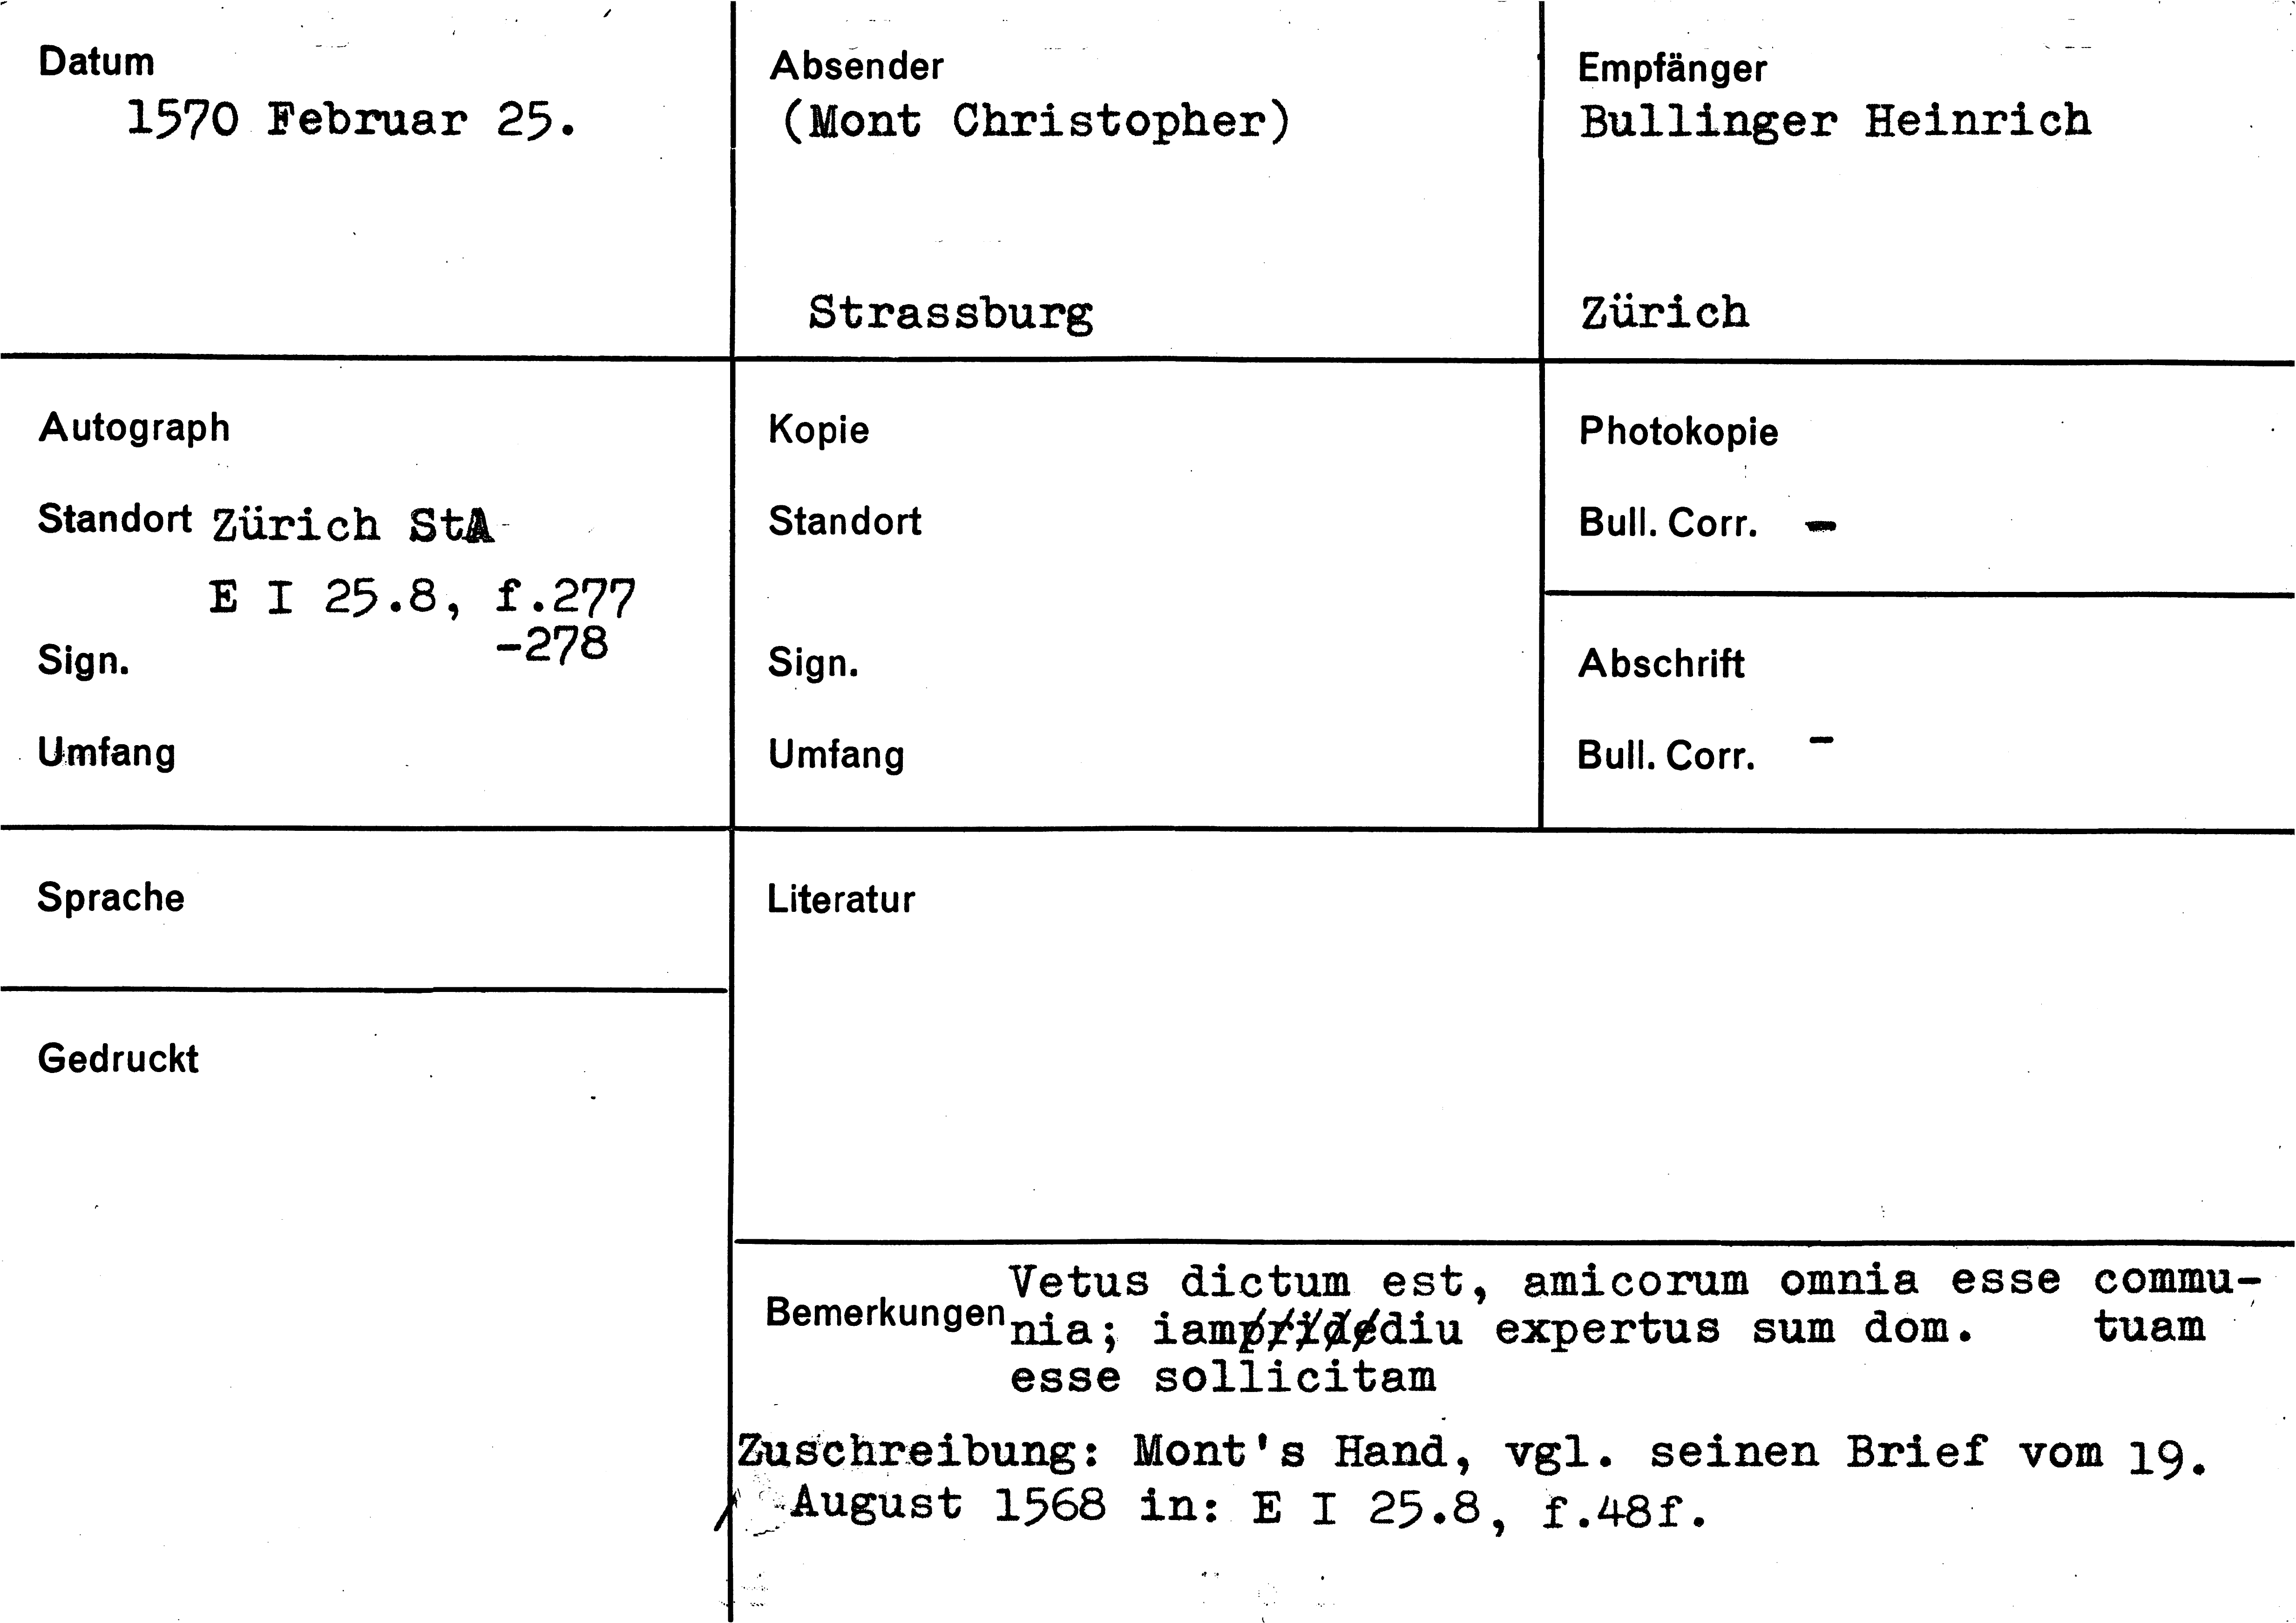 Datum
1570 Februar 25.
Absender
(Mont Christopher)
Strassburg
Empfänger
Bullinger Heinrich
Zürich
Autograph
Standort Zürich StA
E I 25.8, f.277
-278
Sign.
Umfang
Kopie
Standort
Sign.
Umfang
Photokopie
Bull. Corr. -
Abschrift
Bull. Corr. -
Sprache
Gedruckt
Literatur
Bemerkungen
Vetus dictum est, amicorum omnia esse commu-
nia; iampridediu expertus sum dom. tuam
esse sollicitam
Zuschreibung: Mont's Hand, vgl. seinen Brief vom 19.
August 1568 in: E I 25.8, f.48f.